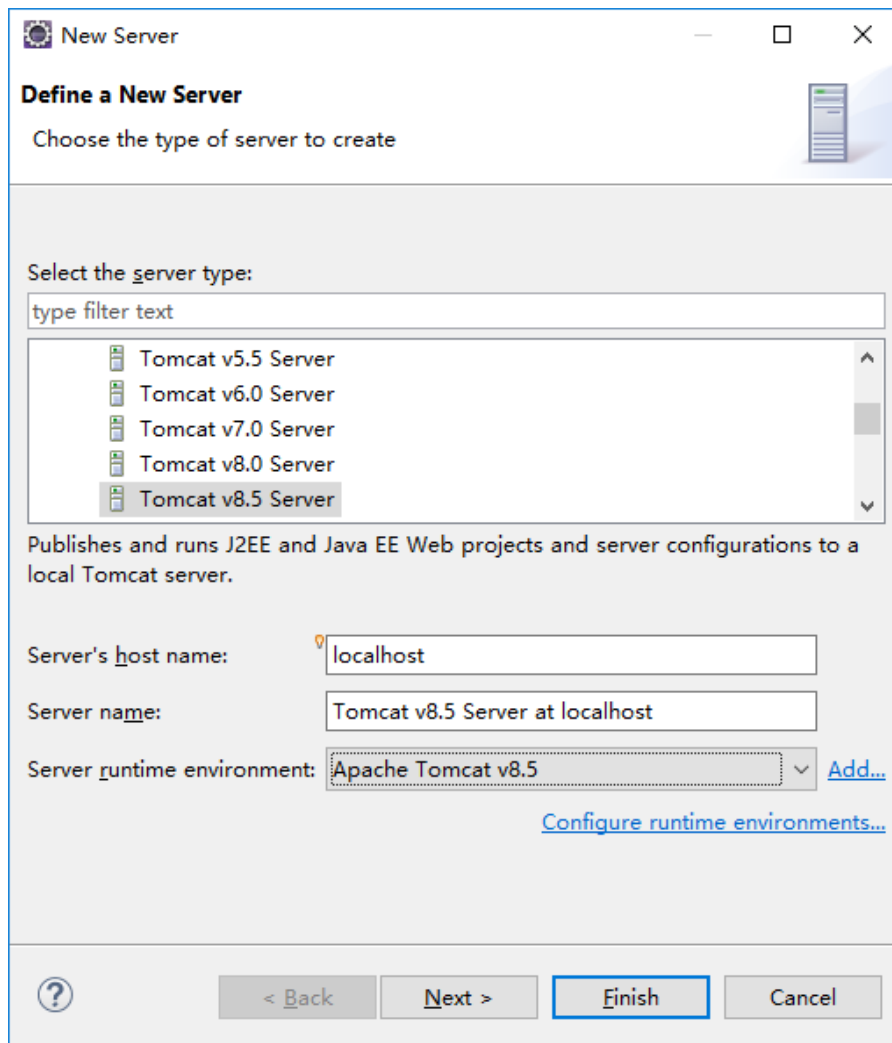 New Server
Define a New Server
Choose the type of server to create
Select the server type:
type filter text
Tomcat v5.5 Server
Tomcat v6.0 Server
Tomcat v7.0 Server
Tomcat v8.0 Server
Tomcat v8.5 Server
Publishes and runs J2EE and Java EE Web projects and server configurations to a
local Tomcat server.
Server's host name: localhost
Server name: Tomcat v8.5 Server at localhost
Server runtime environment: Apache Tomcat v8.5 Add...
Configure runtime environments...
? < Back Next > Finish Cancel